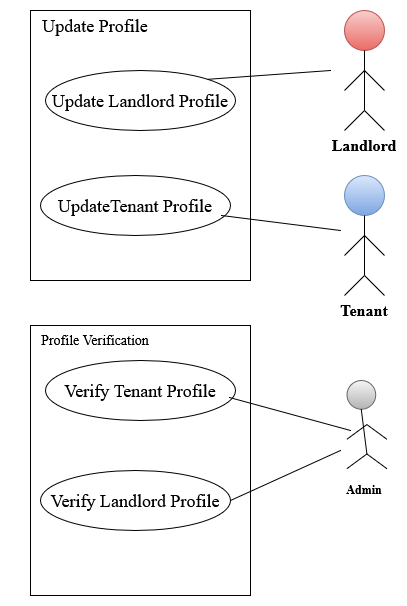 Update Profile
Update Landlord Profile
Landlord
UpdateTenant Profile
Tenant
Profile Verification
Verify Tenant Profile
Verify Landlord Profile
Admin